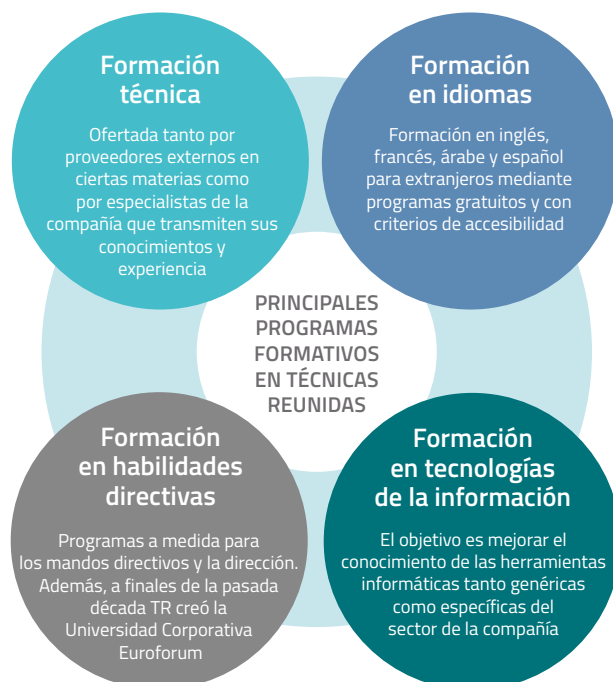 Formación
técnica
Ofertada tanto por
proveedores externos en
ciertas materias como
por especialistas de la
compañía que transmiten sus
conocimientos y
experiencia
Formación
en idiomas
Formación en inglés,
francés, árabe y español
para extranjeros mediante
programas gratuitos y con
criterios de accesibilidad
PRINCIPALES
PROGRAMAS
FORMATIVOS
EN TÉCNICAS
REUNIDAS
Formación
en habilidades
directivas
Programas a medida para
los mandos directivos y la dirección.
Además, a finales de la pasada
década TR creó la
Universidad Corporativa
Euroforum
Formación
en tecnologías
de la información
El objetivo es mejorar el
conocimiento de las herramientas
informáticas tanto genéricas
como específicas del
sector de la compañía